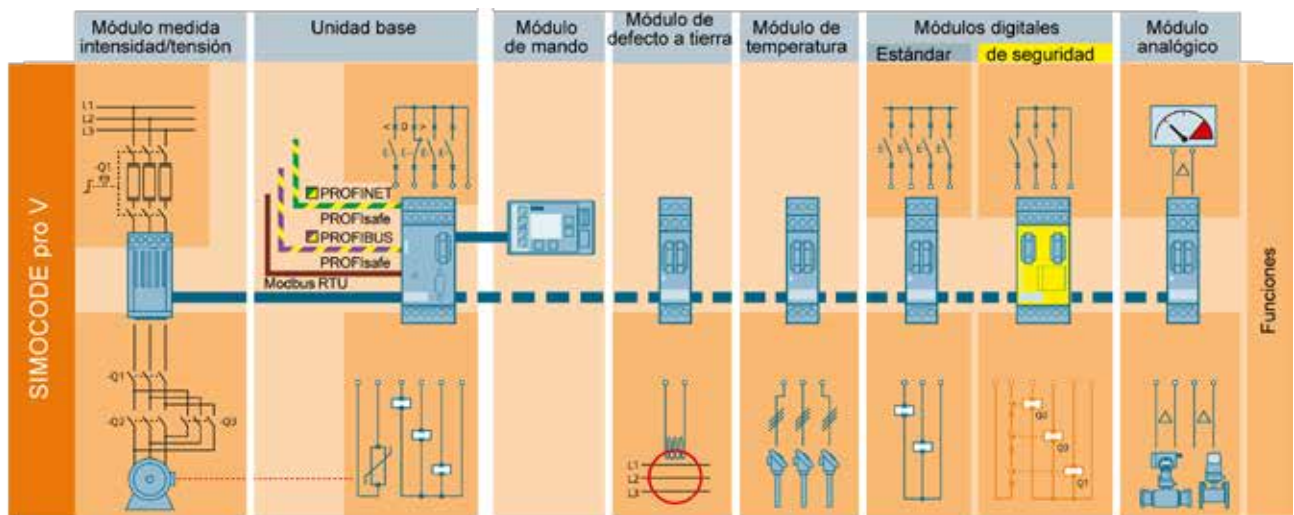 Módulo medida
intensidad/tensión
Unidad base
Módulo
de mando
Módulo de
defecto a tierra
Módulo de
temperatura
Módulos digitales
Estándar
de seguridad
Módulo
analógico
SIMOCODE pro V
Funciones
L1
L2
L3
-Q1
PROFINET
PROFIsafe
PROFIBUS
PROFIsafe
Modbus RTU
-Q1
-Q2
-Q3
L1
L2
L3
Q2
Q3
Q1